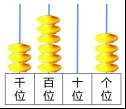 千 百 十 个
位 位 位 位